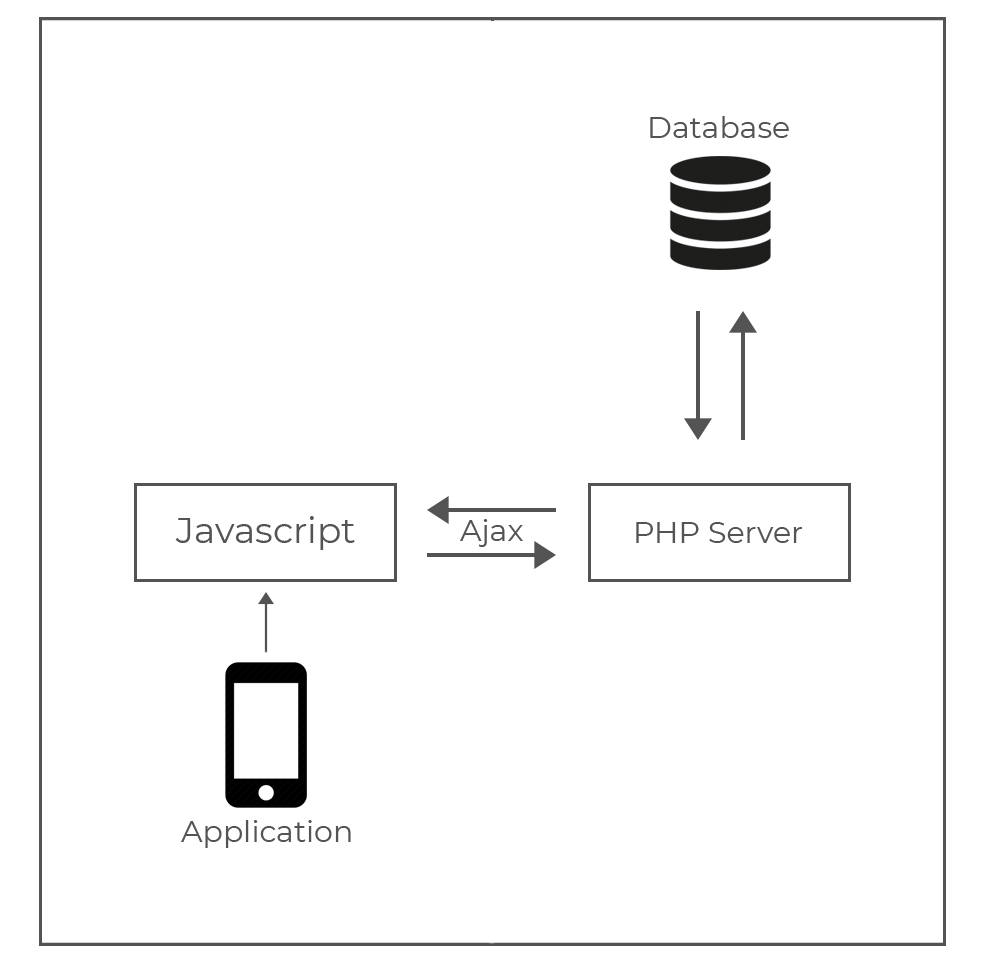 Database
Javascript
Ajax
PHP Server
Application